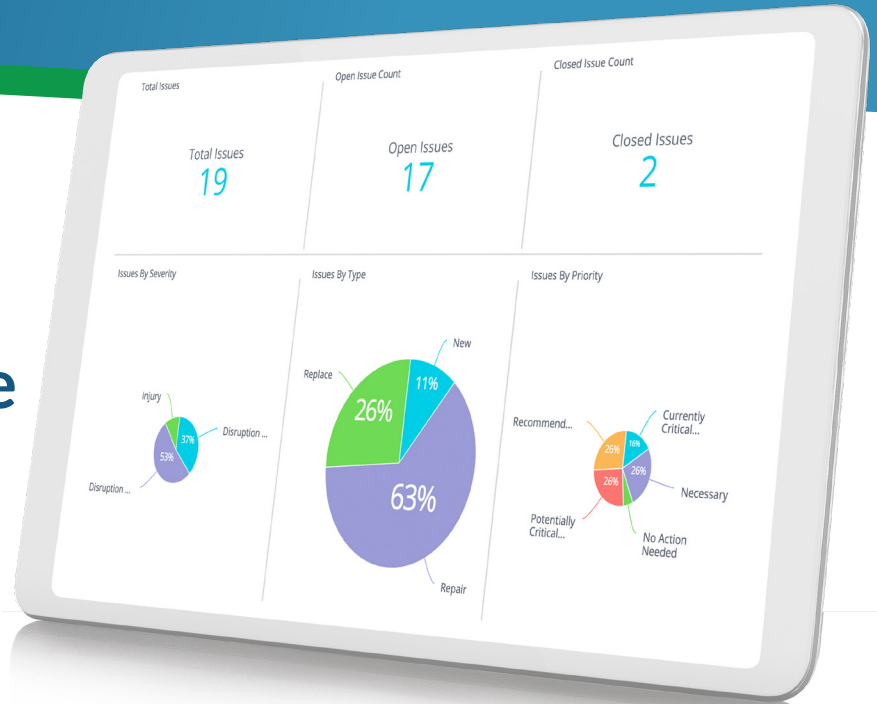 Total Issues
Open Issue Count
Closed Issue Count
Total Issues
19
Open Issues
17
Closed Issues
2
Issues By Severity
Issues By Type
Issues By Priority
Injury
37%
Disruption ...
53%
Disruption ...
New
Replace
11%
26%
63%
Repair
Recommend...
Currently
Critical...
26%
16%
26%
26%
Necessary
Potentially
Critical...
No Action
Needed
e